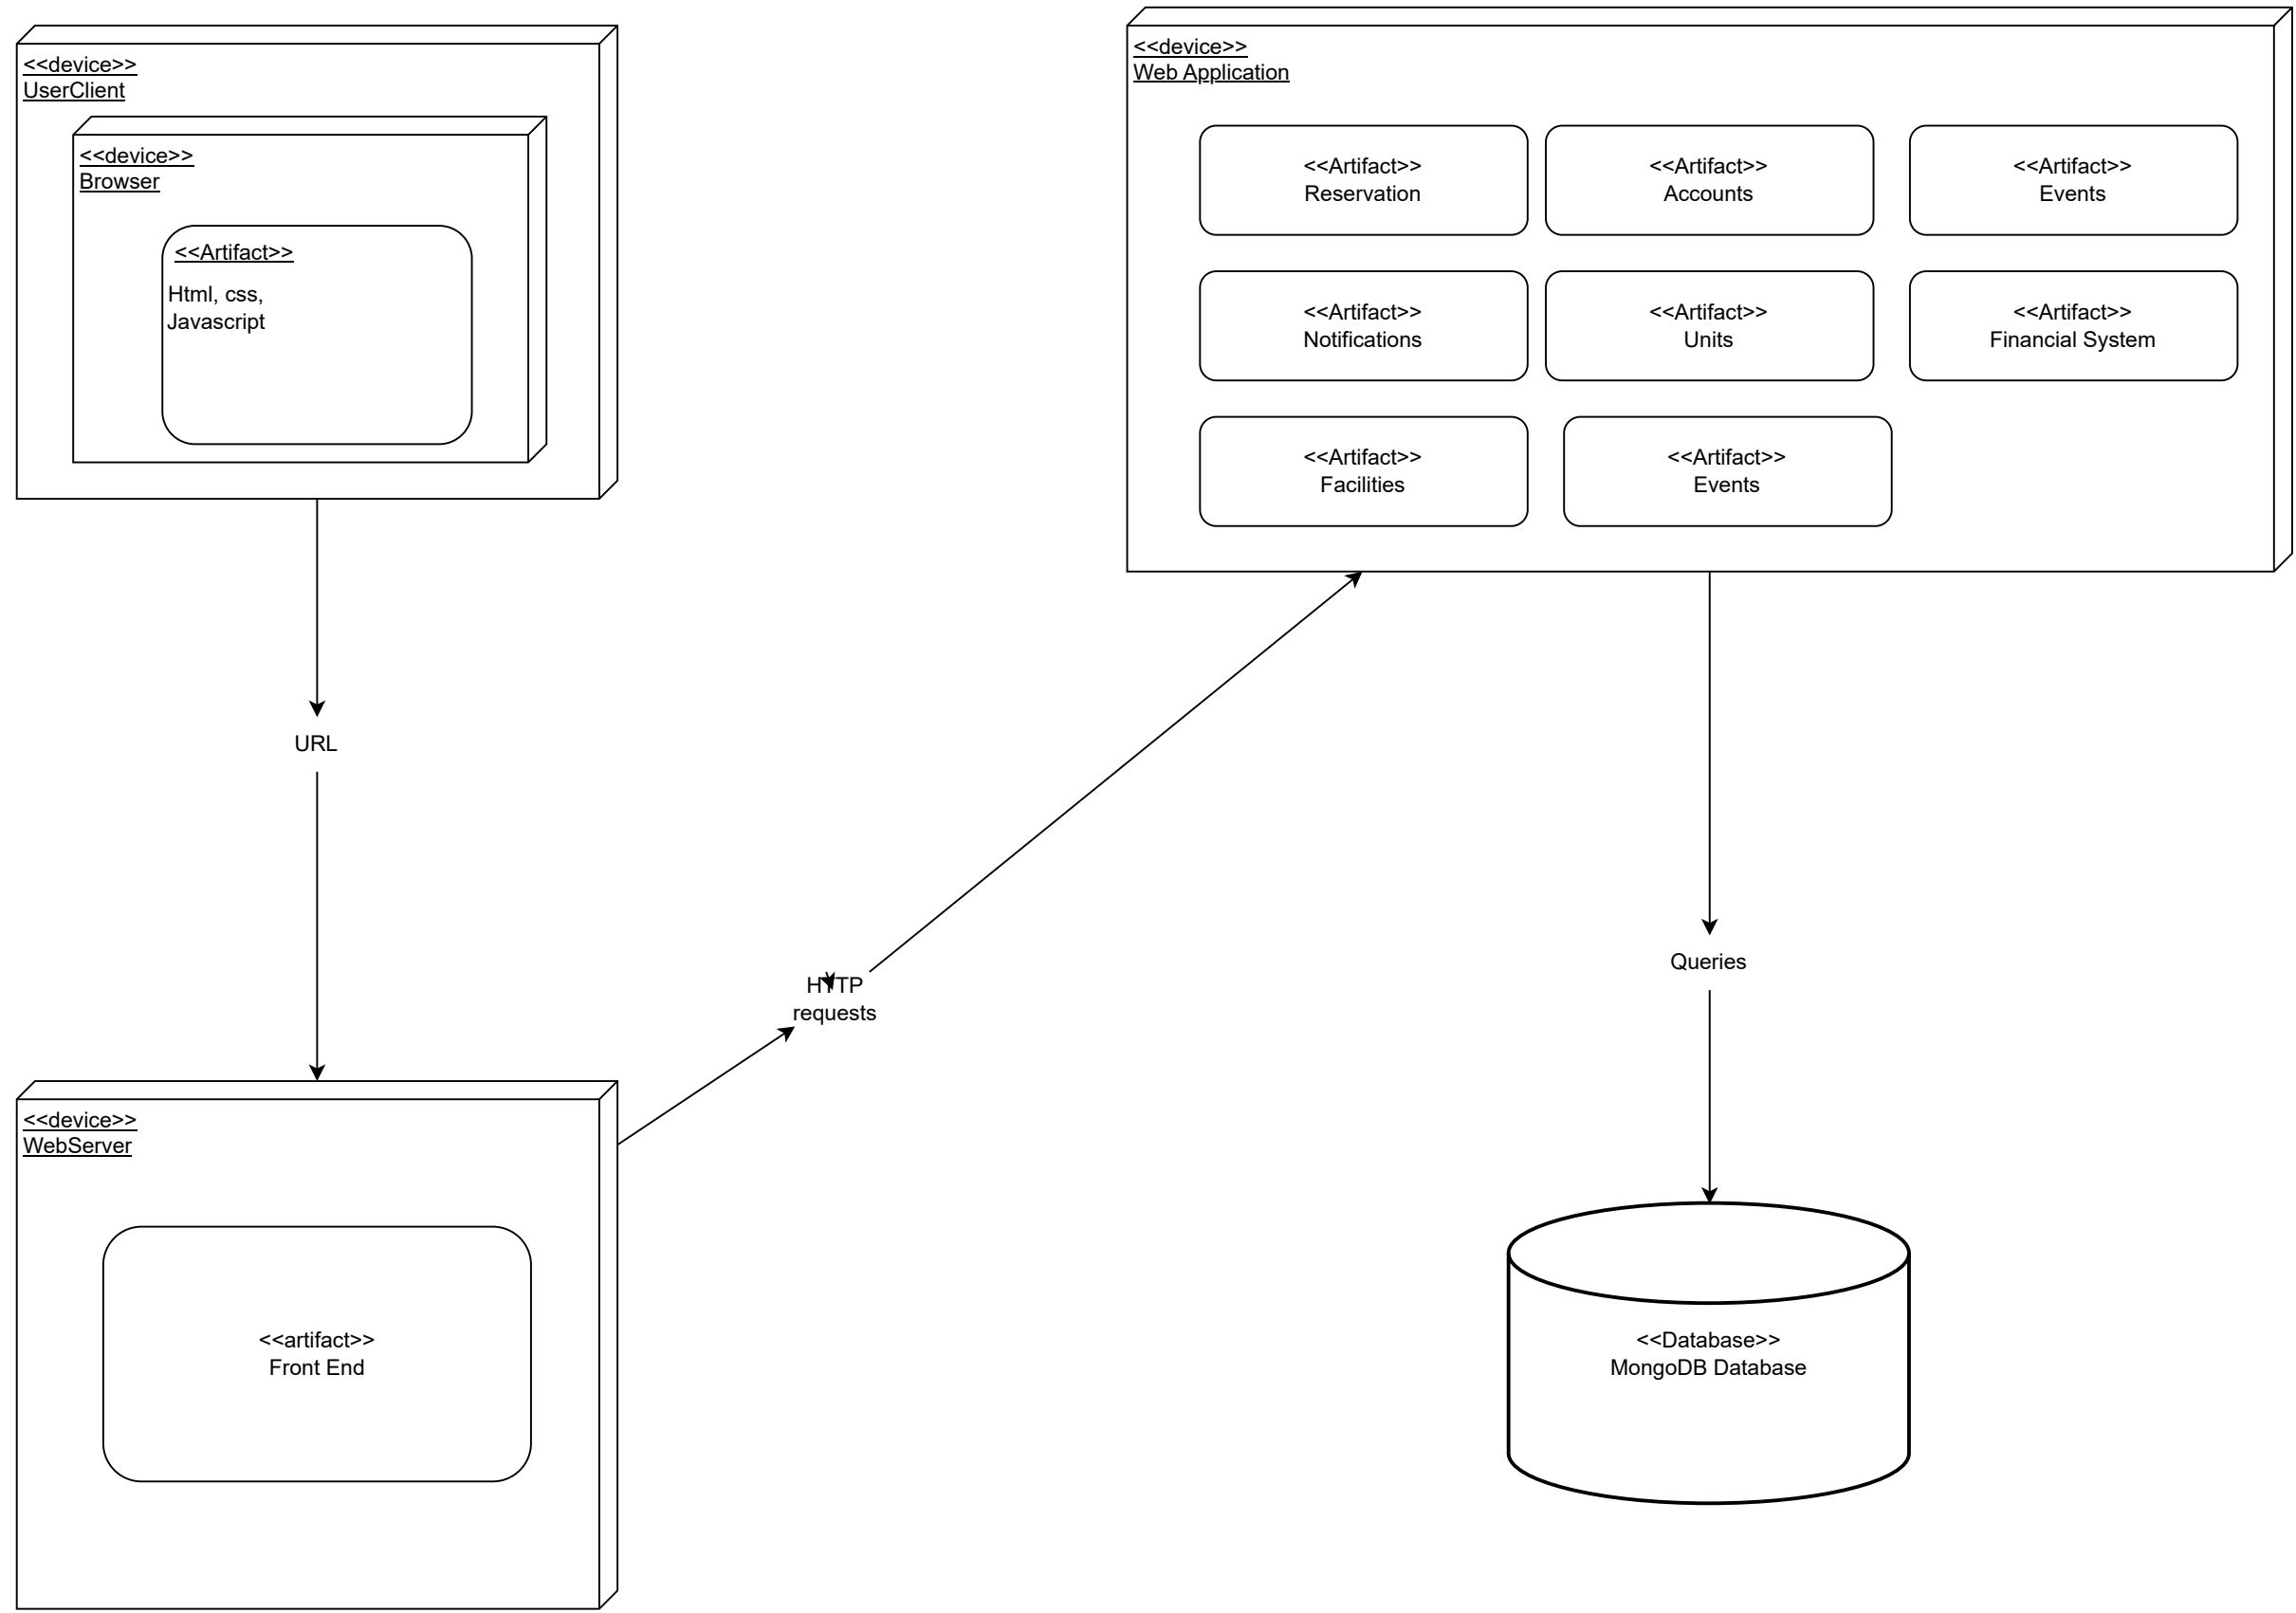 <<device>>
UserClient
<<device>>
Browser
<<Artifact>>
Html, css,
Javascript
URL
<<device>>
WebServer
<<artifact>>
Front End
HTTP
requests
<<device>>
Web Application
<<Artifact>>
Reservation
<<Artifact>>
Accounts
<<Artifact>>
Events
<<Artifact>>
Notifications
<<Artifact>>
Units
<<Artifact>>
Financial System
<<Artifact>>
Facilities
<<Artifact>>
Events
Queries
<<Database>>
MongoDB Database